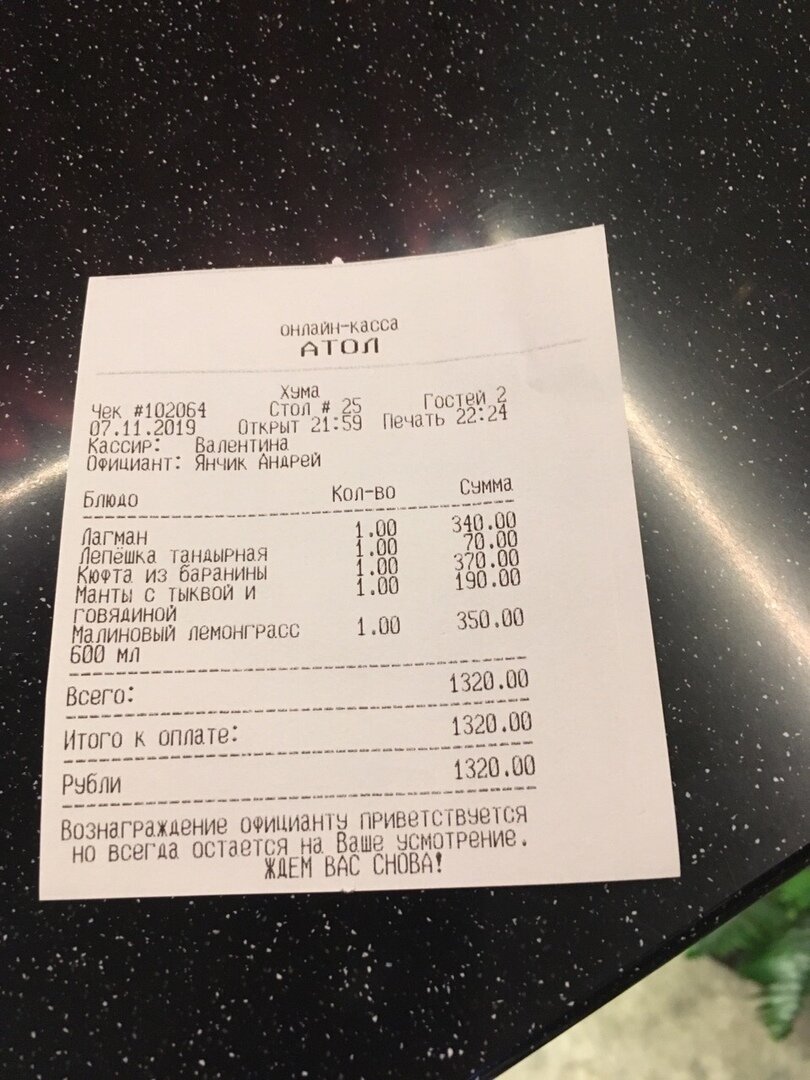 онлайн-касса
АТОЛ
Хума
Чек #102064 Стол # 25 Гостей 2
07.11.2019 Открыт 21:59 Печать 22:24
Кассир: Валентина
Официант: Янчик Андрей
Блюдо Кол-во Сумма
Лагман 1.00 340.00
Лепёшка тандырная 1.00 70.00
Кюфта из баранины 1.00 370.00
Манты с тыквой и 1.00 190.00
говядиной
Малиновый лемонграсс 1.00 350.00
600 мл
Всего: 1320.00
Итого к оплате: 1320.00
Рубли 1320.00
Вознаграждение официанту приветствуется
но всегда остается на Ваше усмотрение.
ЖДЕМ ВАС СНОВА!